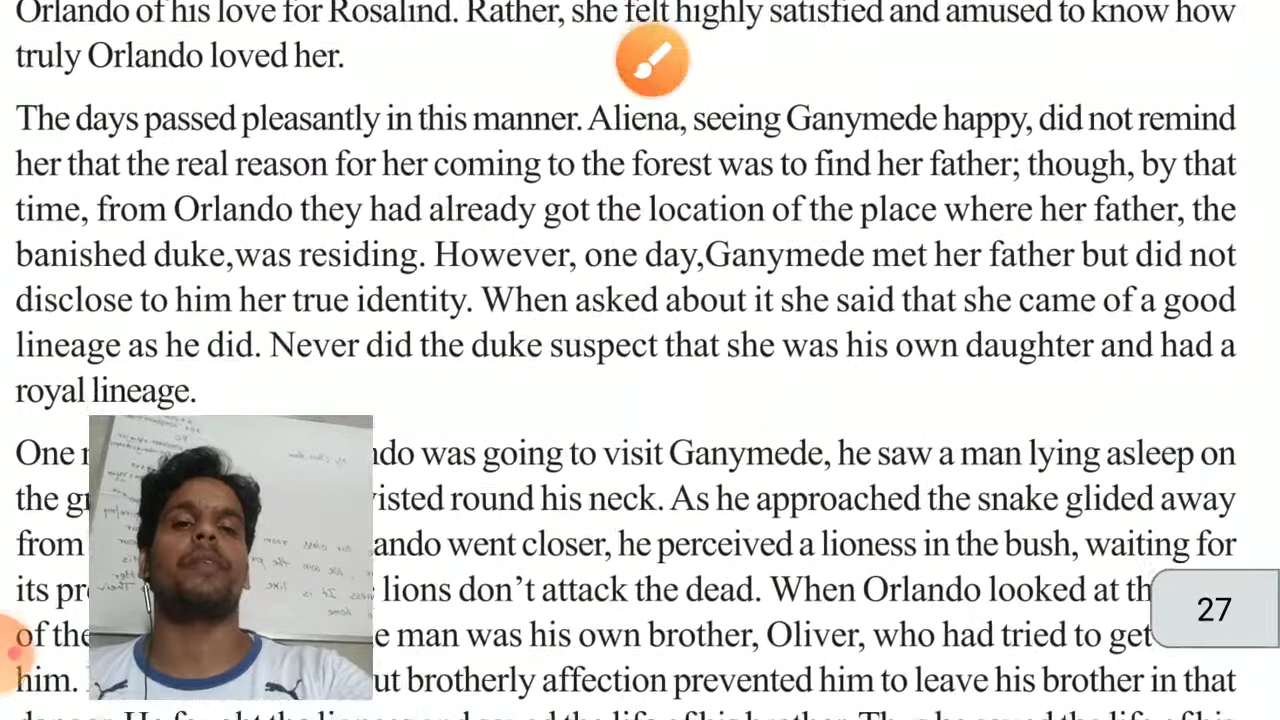 Orlando of his love for Rosalind. Rather, she felt highly satisfied and amused to know how
truly Orlando loved her.
The days passed pleasantly in this manner. Aliena, seeing Ganymede happy, did not remind
her that the real reason for her coming to the forest was to find her father; though, by that
time, from Orlando they had already got the location of the place where her father, the
banished duke,was residing. However, one day,Ganymede met her father but did not
disclose to him her true identity. When asked about it she said that she came of a good
lineage as he did. Never did the duke suspect that she was his own daughter and had a
royal lineage.
One was going to visit Ganymede, he saw a man lying asleep on
the round his neck. As he approached the snake glided away
from went closer, he perceived a lioness in the bush, waiting for
its lions don't attack the dead. When Orlando looked at
of man was his own brother, Oliver, who had tried to get
him. brotherly affection prevented him to leave his brother in that
27